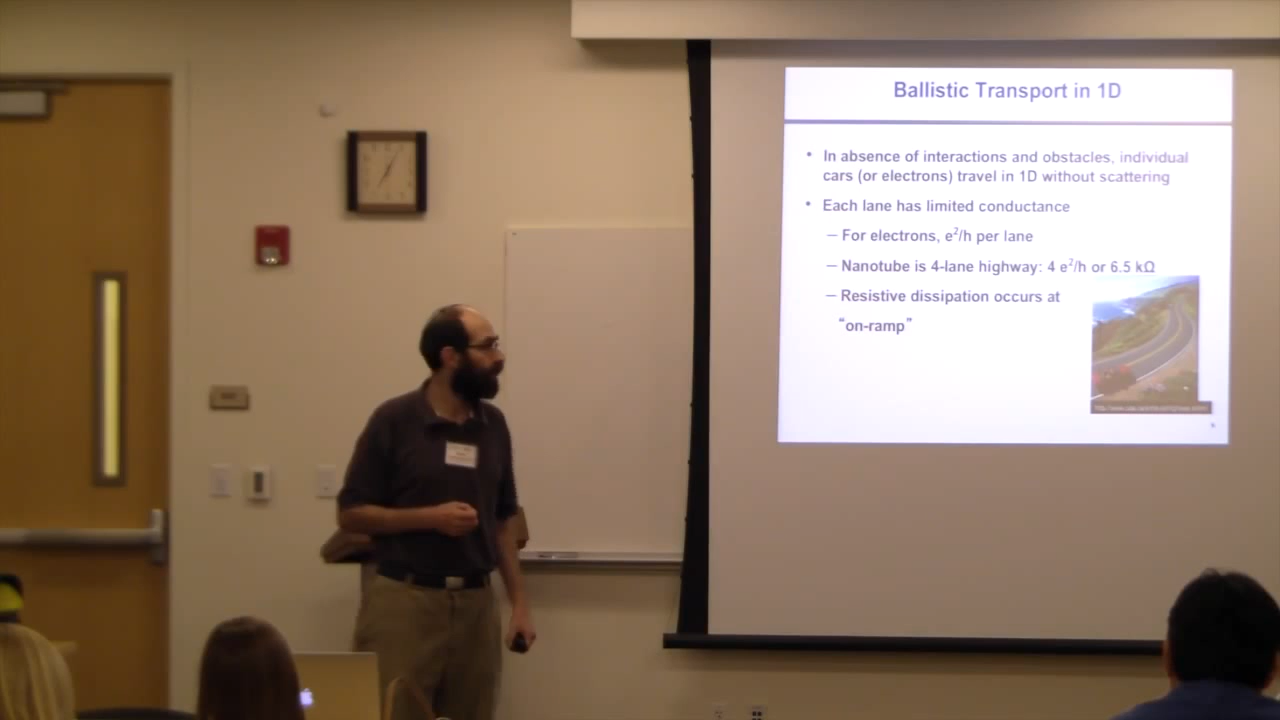 Ballistic Transport in 1D
• In absence of interactions and obstacles, individual
cars (or electrons) travel in 1D without scattering
• Each lane has limited conductance
– For electrons, e²/h per lane
– Nanotube is 4-lane highway: 4 e²/h or 6.5 kΩ
– Resistive dissipation occurs at
“on-ramp”